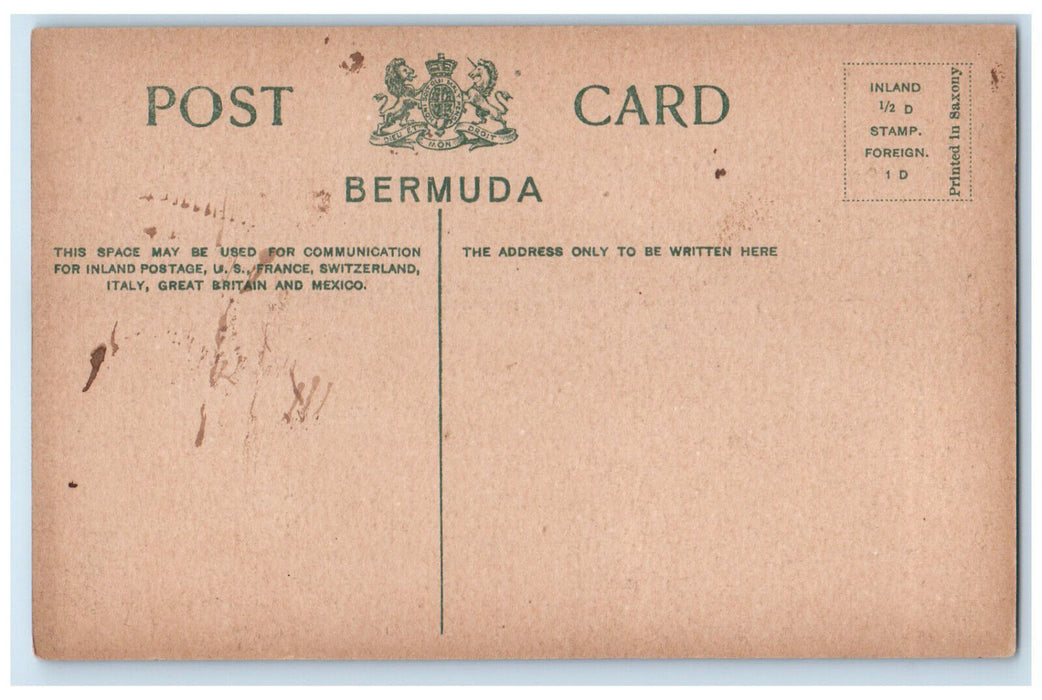 POST CARD
DIEU ET MON DROIT
BERMUDA
INLAND
1/2 D
STAMP.
FOREIGN.
1 D
Printed in Saxony
THIS SPACE MAY BE USED FOR COMMUNICATION
FOR INLAND POSTAGE, U. S., FRANCE, SWITZERLAND,
ITALY, GREAT BRITAIN AND MEXICO.
THE ADDRESS ONLY TO BE WRITTEN HERE